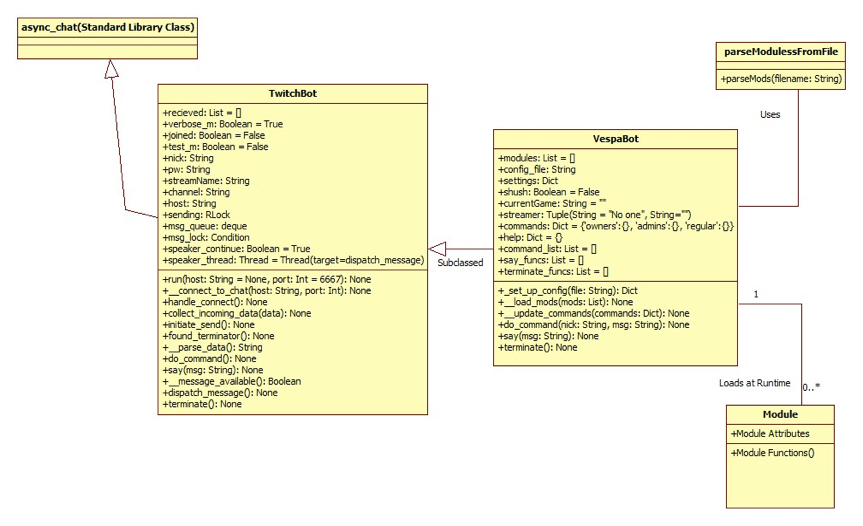 async_chat(Standard Library Class)
TwitchBot
+recieved: List = []
+verbose_m: Boolean = True
+joined: Boolean = False
+test_m: Boolean = False
+nick: String
+pw: String
+streamName: String
+channel: String
+host: String
+sending: RLock
+msg_queue: deque
+msg_lock: Condition
+speaker_continue: Boolean = True
+speaker_thread: Thread = Thread(target=dispatch_message)
+run(host: String = None, port: Int = 6667): None
+__connect_to_chat(host: String, port: Int): None
+handle_connect(): None
+collect_incoming_data(data): None
+initiate_send(): None
+found_terminator(): None
+__parse_data(): String
+do_command(): None
+say(msg: String): None
+__message_available(): Boolean
+dispatch_message(): None
+terminate(): None
Subclassed
VespaBot
+modules: List = []
+config_file: String
+settings: Dict
+shush: Boolean = False
+currentGame: String = ""
+streamer: Tuple(String = "No one", String="")
+commands: Dict = {'owners':{}, 'admins':{}, 'regular':{}}
+help: Dict = {}
+command_list: List = []
+say_funcs: List = []
+terminate_funcs: List = []
+_set_up_config(file: String): Dict
+__load_mods(mods: List): None
+__update_commands(commands: Dict): None
+do_command(nick: String, msg: String): None
+say(msg: String): None
+terminate(): None
parseModulessFromFile
+parseMods(filename: String)
Uses
1
Loads at Runtime
0..*
Module
+Module Attributes
+Module Functions()